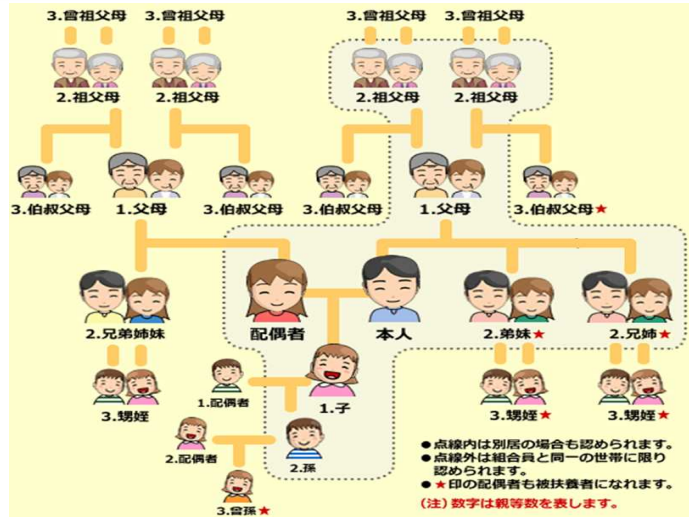 3.曾祖父母 3.曾祖父母 3.曾祖父母 3.曾祖父母
2.祖父母 2.祖父母 2.祖父母 2.祖父母
3.伯叔父母 1.父母 3.伯叔父母 3.伯叔父母 1.父母 3.伯叔父母★
2.兄弟姉妹 配偶者 本人 2.弟妹★ 2.兄姉★
3.甥姪 1.配偶者 1.子 3.甥姪★ 3.甥姪★
2.配偶者 2.孫
3.曾孫★
●点線内は別居の場合も認められます。
●点線外は組合員と同一の世帯に限り
認められます。
●★印の配偶者も被扶養者になれます。
(注)数字は親等数を表します。